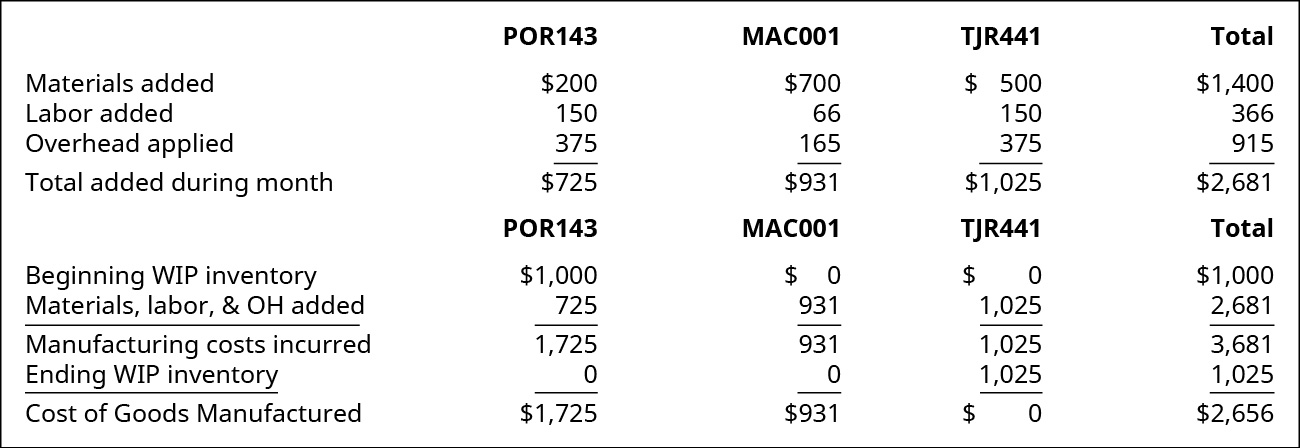 POR143 MAC001 TJR441 Total
Materials added $200 $700 $ 500 $1,400
Labor added 150 66 150 366
Overhead applied 375 165 375 915
Total added during month $725 $931 $1,025 $2,681
POR143 MAC001 TJR441 Total
Beginning WIP inventory $1,000 $ 0 $ 0 $1,000
Materials, labor, & OH added 725 931 1,025 2,681
Manufacturing costs incurred 1,725 931 1,025 3,681
Ending WIP inventory 0 0 1,025 1,025
Cost of Goods Manufactured $1,725 $931 $ 0 $2,656